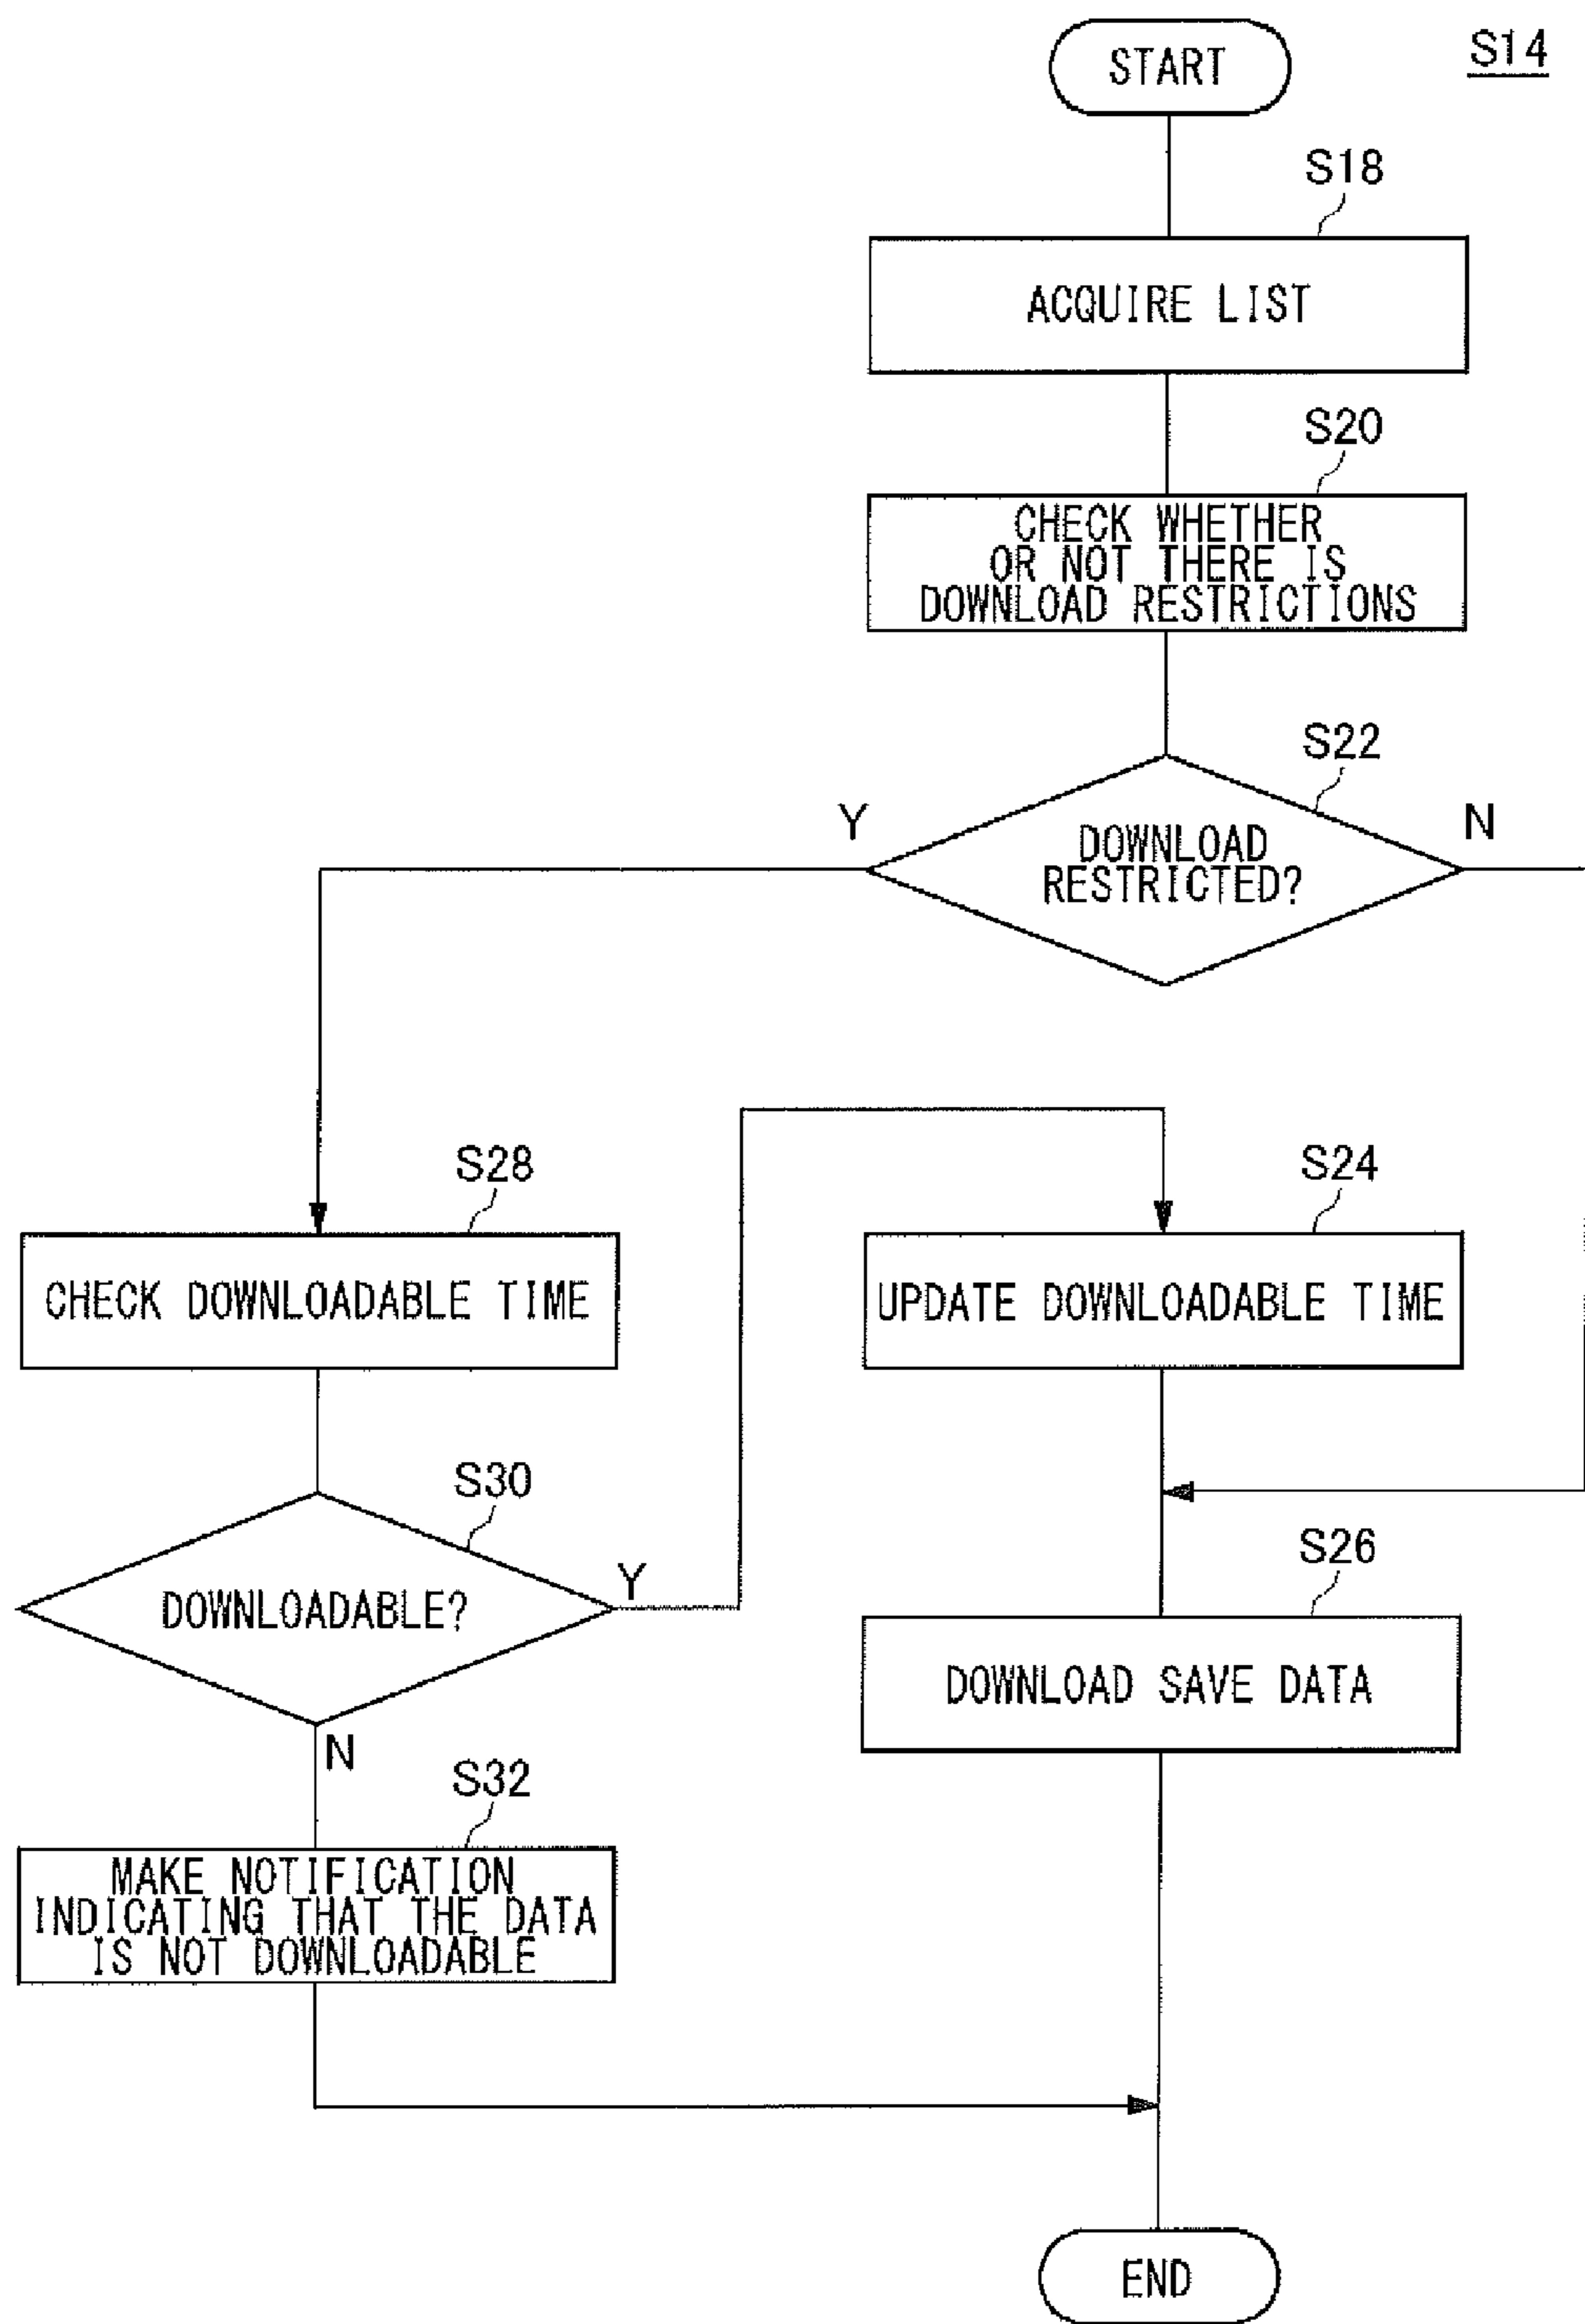 START
S14
S18
ACQUIRE LIST
S20
CHECK WHETHER
OR NOT THERE IS
DOWNLOAD RESTRICTIONS
S22
Y
N
DOWNLOAD
RESTRICTED?
S28
CHECK DOWNLOADABLE TIME
S24
UPDATE DOWNLOADABLE TIME
S30
DOWNLOADABLE?
Y
N
S26
DOWNLOAD SAVE DATA
S32
MAKE NOTIFICATION
INDICATING THAT THE DATA
IS NOT DOWNLOADABLE
END